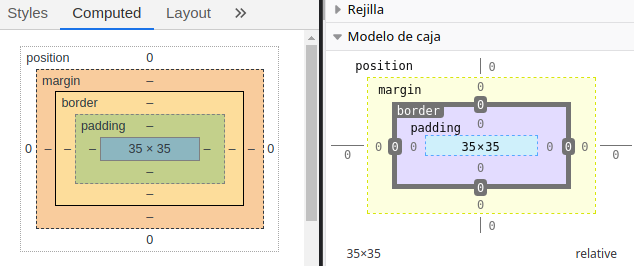 Styles Computed Layout »
position 0
margin –
border –
padding –
0 – – – 35 × 35 – – – 0
–
–
–
0
Rejilla
Modelo de caja
position 0
margin 0
border 0
padding 0
0 0 0 0 35×35 0 0 0 0
0
0
0
0
35×35 relative